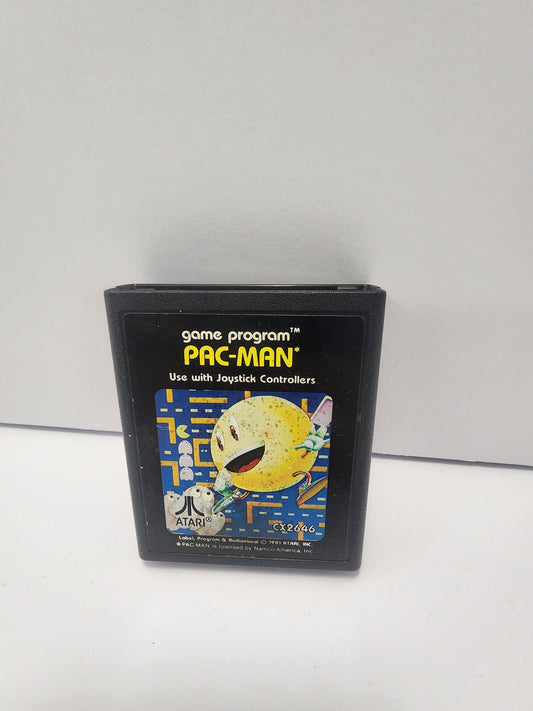 game program™
PAC-MAN*
Use with Joystick Controllers
ATARI®
CX2646
Label, Program & Audiovisual © 1981 ATARI, INC.
* PAC-MAN is licensed by Namco-America, Inc.